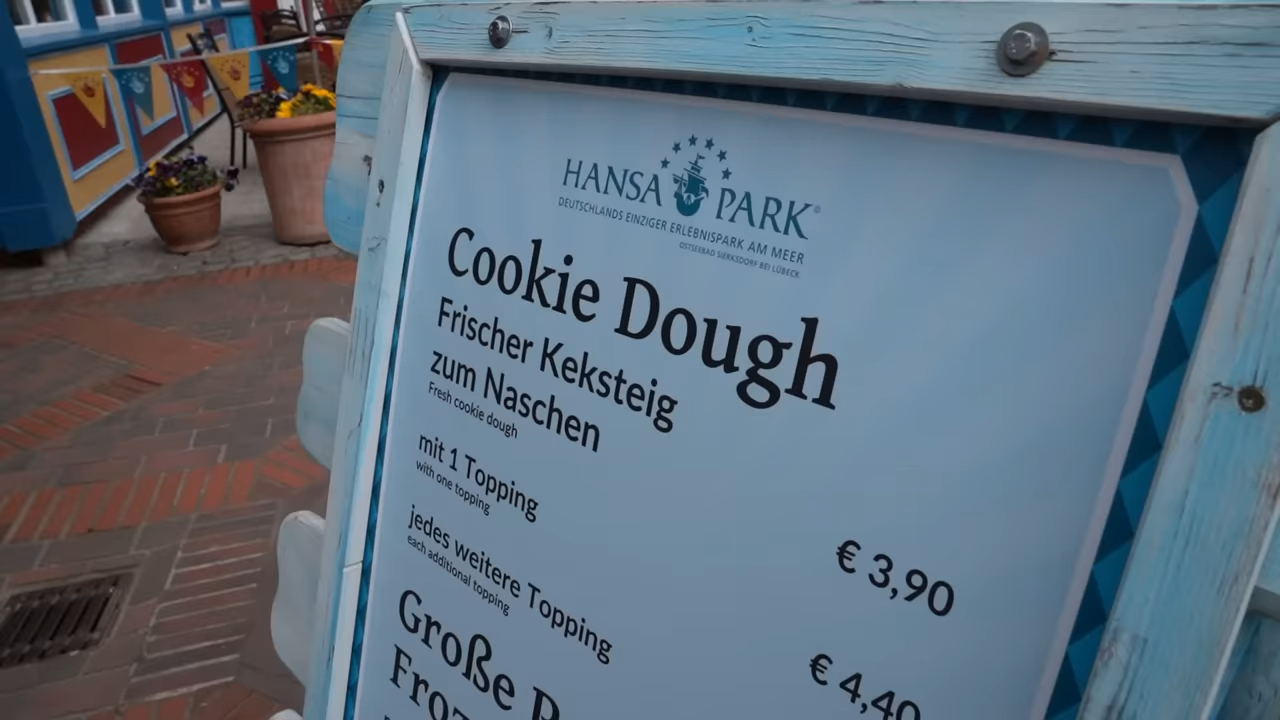 HANSA PARK®
DEUTSCHLANDS EINZIGER ERLEBNISPARK AM MEER
OSTSEEBAD SIERKSDORF BEI LÜBECK
Cookie Dough
Frischer Keksteig
zum Naschen
Fresh cookie dough
mit 1 Topping
with one topping
€ 3,90
jedes weitere Topping
each additional topping
€ 4,40
Große